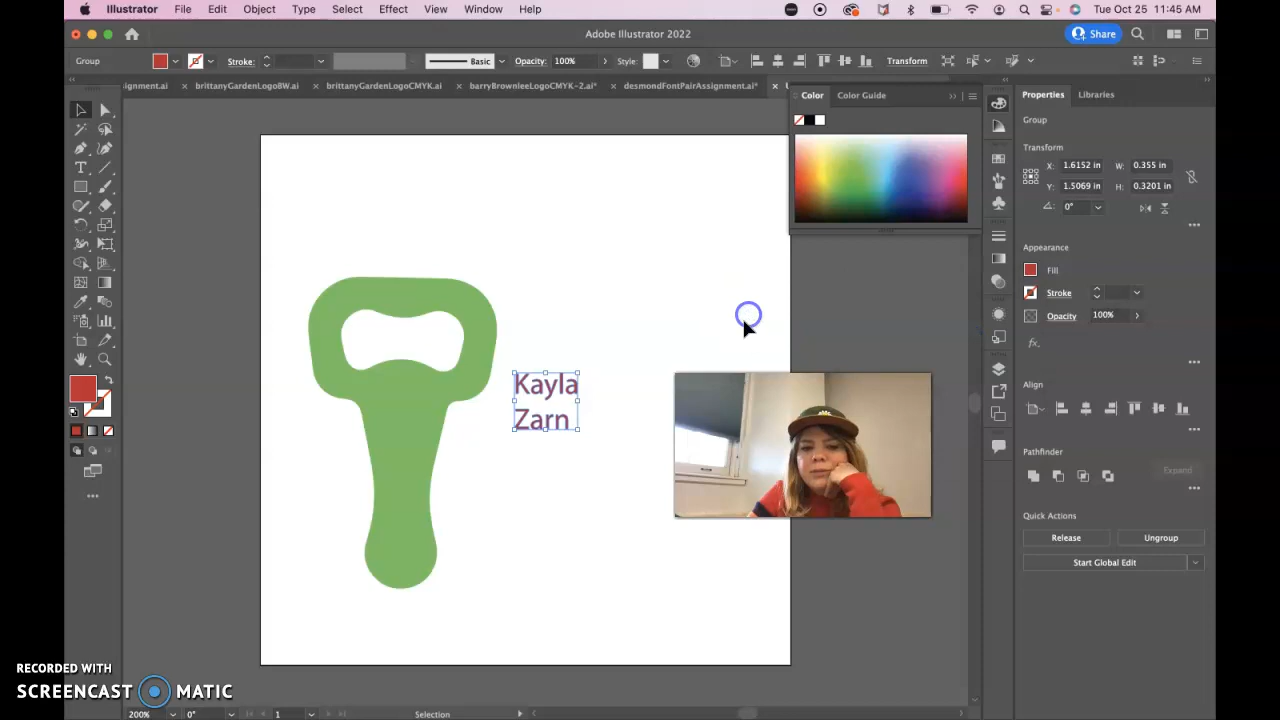 Illustrator File Edit Object Type Select Effect View Window Help Tue Oct 25 11:45 AM
Adobe Illustrator 2022 Share
Group Stroke: Basic Opacity: 100% Style: Transform
ignment.ai × brittanyGardenLogoBW.ai × brittanyGardenLogoCMYK.ai × barryBrownleeLogoCMYK-2.ai* × desmondFontPairAssignment.ai* ×
Color Color Guide
Properties Libraries
Group
Transform
X: 1.6152 in W: 0.355 in
Y: 1.5069 in H: 0.3201 in
0°
Appearance
Fill
Stroke
Opacity 100%
fx
Align
Pathfinder
Expand
Quick Actions
Release Ungroup
Start Global Edit
Kayla
Zarn
RECORDED WITH
SCREENCAST MATIC
200% 0° 1 Selection